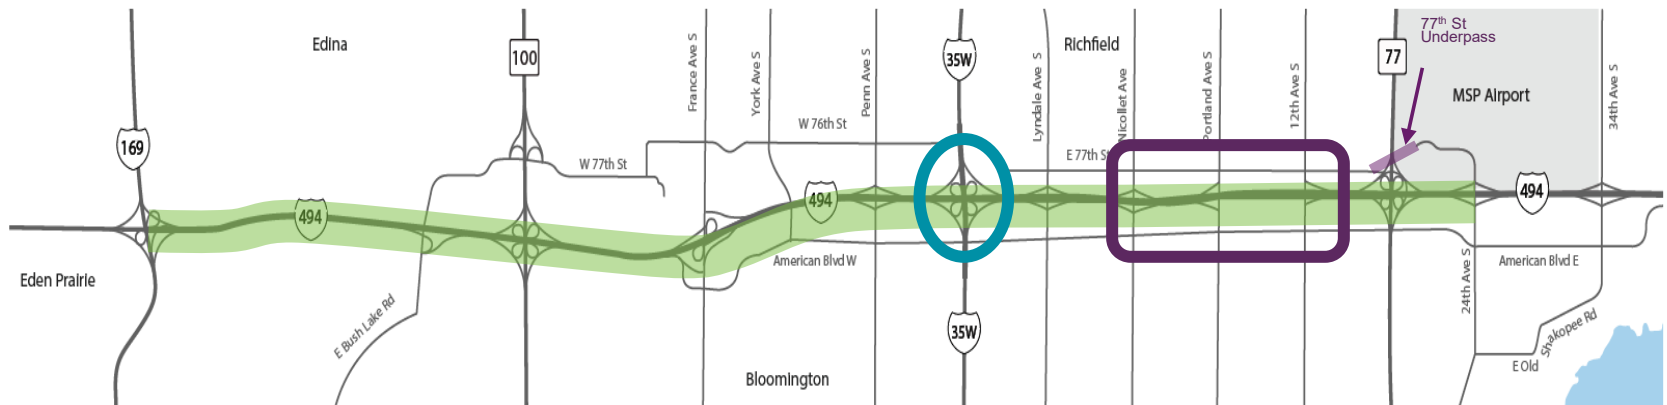 Edina
100
169
France Ave S
York Ave S
Penn Ave S
35W
Richfield
77th St
Underpass
77
MSP Airport
34th Ave S
Lyndale Ave S
Nicollet Ave
Portland Ave S
12th Ave S
W 76th St
W 77th St
E 77th St
494
494
494
Eden Prairie
E Bush Lake Rd
American Blvd W
American Blvd E
24th Ave S
35W
Bloomington
E Old
Shakopee Rd